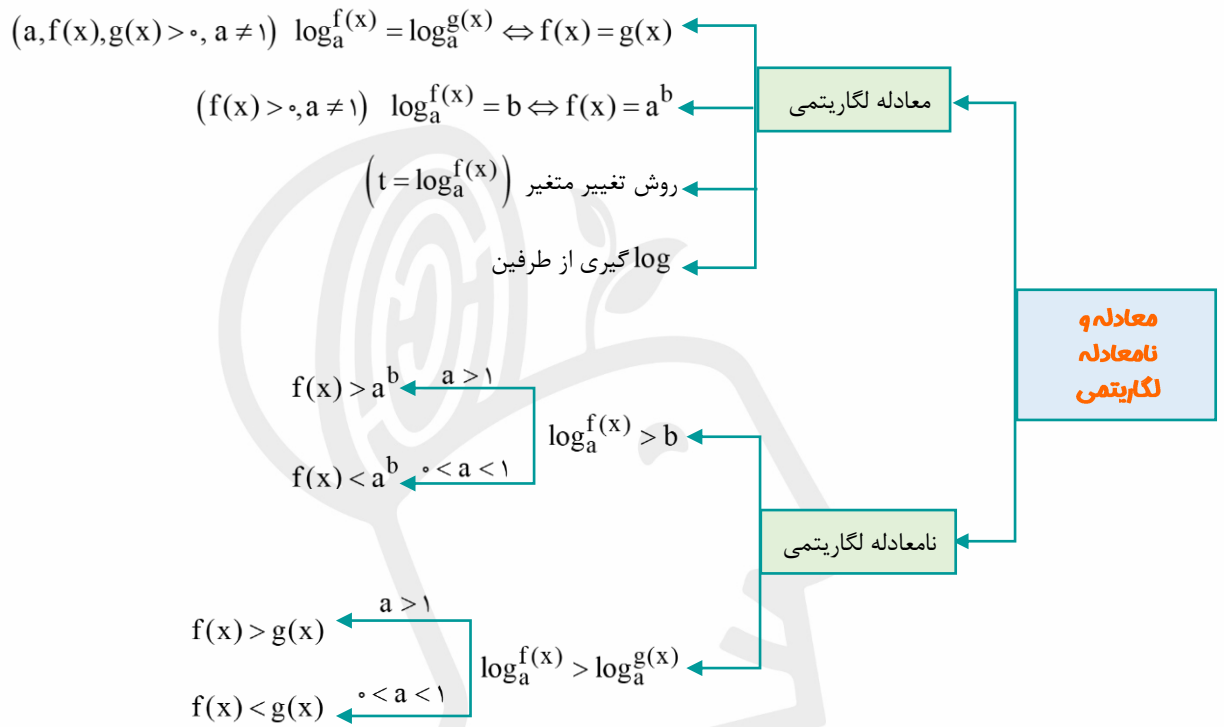 معادله و
نامعادله
لگاریتمی
معادله لگاریتمی
(a,f(x),g(x) >۰, a ≠ ۱) log_a^{f(x)} = log_a^{g(x)} ⇔ f(x) = g(x)
(f(x) >۰, a ≠ ۱) log_a^{f(x)} = b ⇔ f(x) = a^b
روش تغییر متغیر (t = log_a^{f(x)})
log گیری از طرفین
نامعادله لگاریتمی
log_a^{f(x)} > b
a > ۱
f(x) > a^b
۰ < a < ۱
f(x) < a^b
log_a^{f(x)} > log_a^{g(x)}
a > ۱
f(x) > g(x)
۰ < a < ۱
f(x) < g(x)